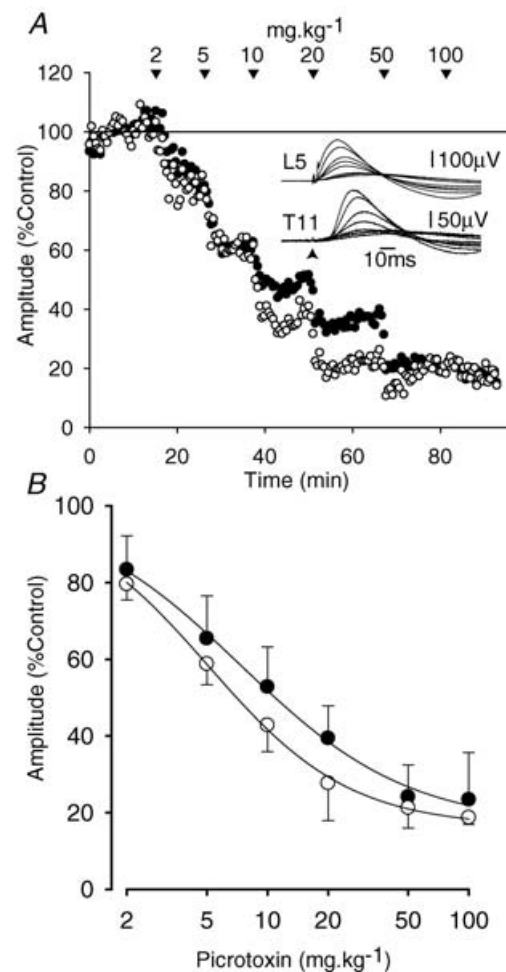 A
mg.kg-1
2 5 10 20 50 100
120
100
80
60
40
20
0
Ampltude (%Control)
L5
100µV
T11
50µV
10ms
0 20 40 60 80
Time (min)
B
100
80
60
40
20
0
Amplitude (%Control)
2 5 10 20 50 100
Picrotoxin (mg.kg-1)